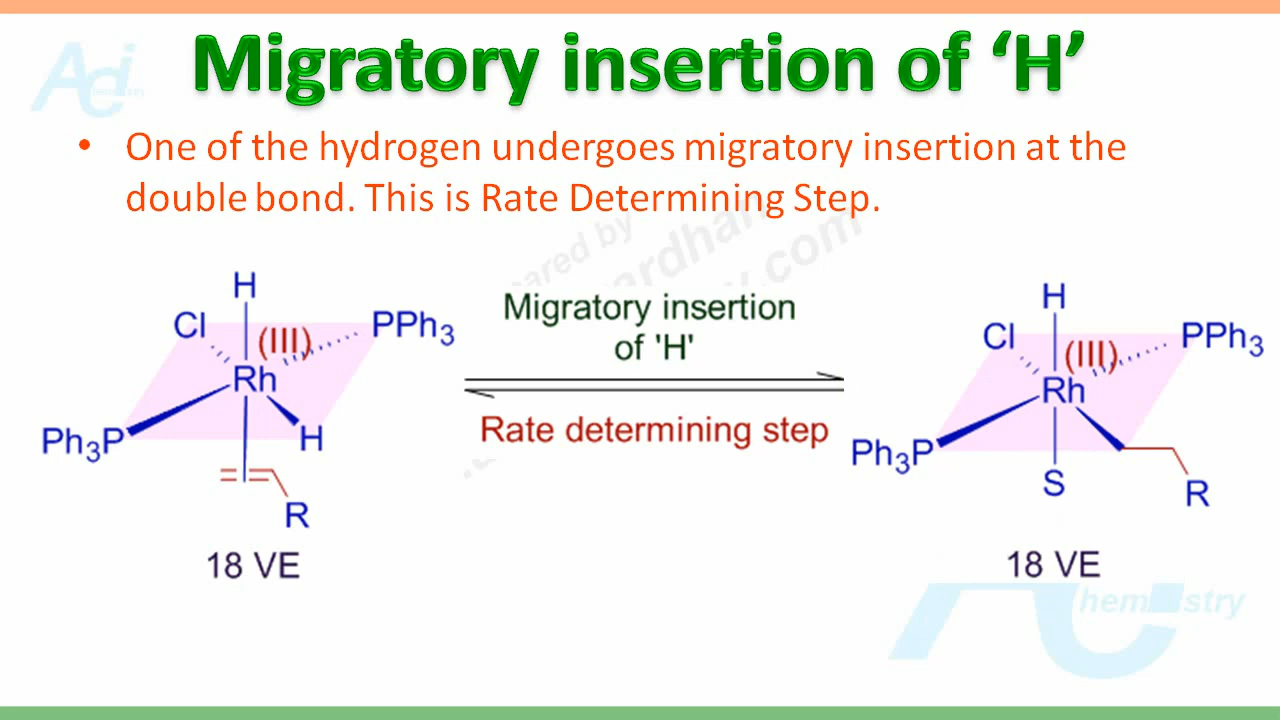 Migratory insertion of ‘H’
• One of the hydrogen undergoes migratory insertion at the
double bond. This is Rate Determining Step.
H
Cl
(III)
PPh3
Rh
Ph3P
H
R
18 VE
Migratory insertion
of 'H'
Rate determining step
H
Cl
(III)
PPh3
Rh
Ph3P
S
R
18 VE